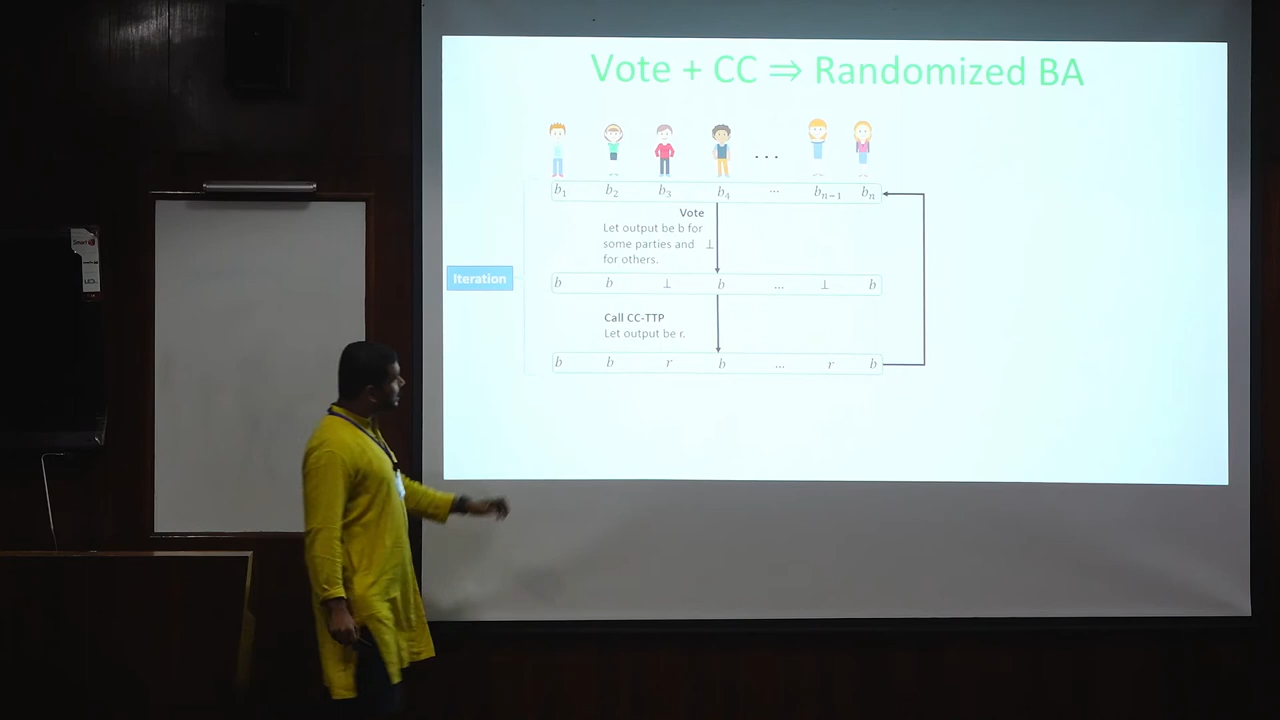 Vote + CC ⇒ Randomized BA
...
b₁ b₂ b₃ b₄ ... bₙ₋₁ bₙ
Vote
Let output be b for
some parties and ⊥
for others.
Iteration
b b ⊥ b ... ⊥ b
Call CC-TTP
Let output be r.
b b r b ... r b
Smart